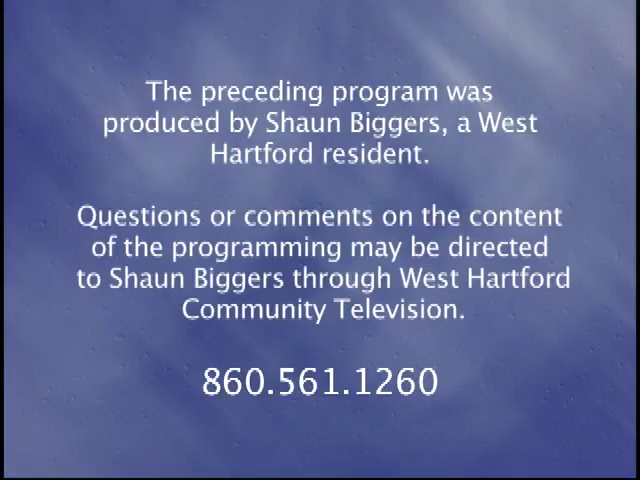 The preceding program was
produced by Shaun Biggers, a West
Hartford resident.
Questions or comments on the content
of the programming may be directed
to Shaun Biggers through West Hartford
Community Television.
860.561.1260